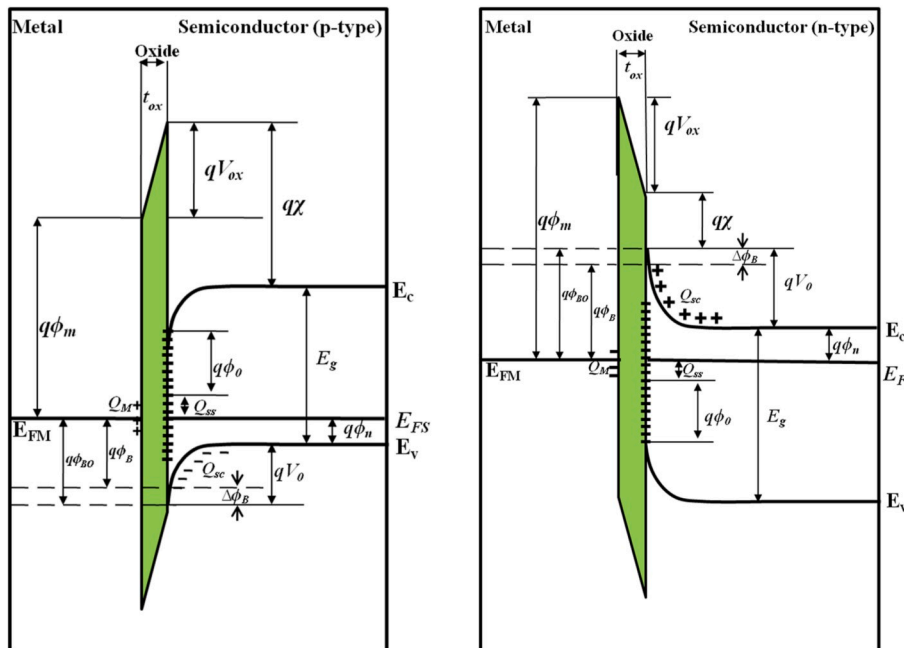 Metal Semiconductor (p-type)
Oxide
t_ox
qV_ox
qχ
E_c
qϕ_m
qϕ_0
E_g
Q_M
Q_ss
E_FM
E_FS
qϕ_BO
qϕ_B
qϕ_n
E_v
Q_sc
qV_0
Δϕ_B
Metal Semiconductor (n-type)
Oxide
t_ox
qV_ox
qϕ_m
qχ
Δϕ_B
qϕ_BO
qϕ_B
Q_sc
qV_0
E_c
qϕ_n
E_FM
Q_M
Q_ss
E_F
qϕ_0
E_g
E_v